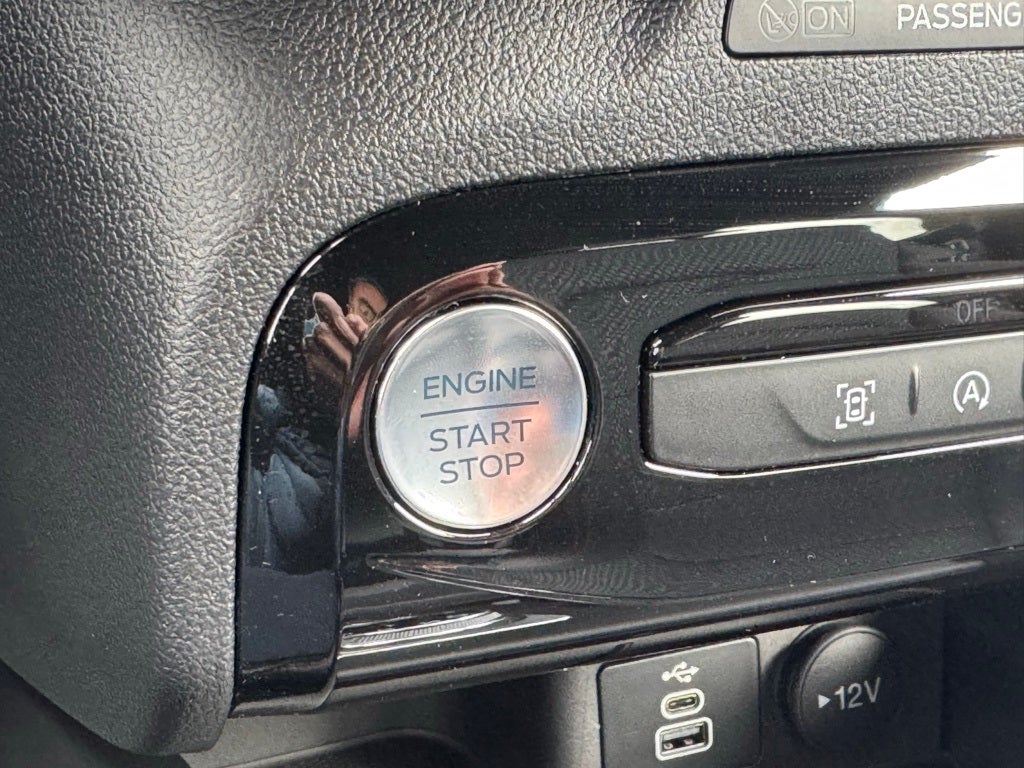 ON PASSENG
OFF
ENGINE
START
STOP
A
12V